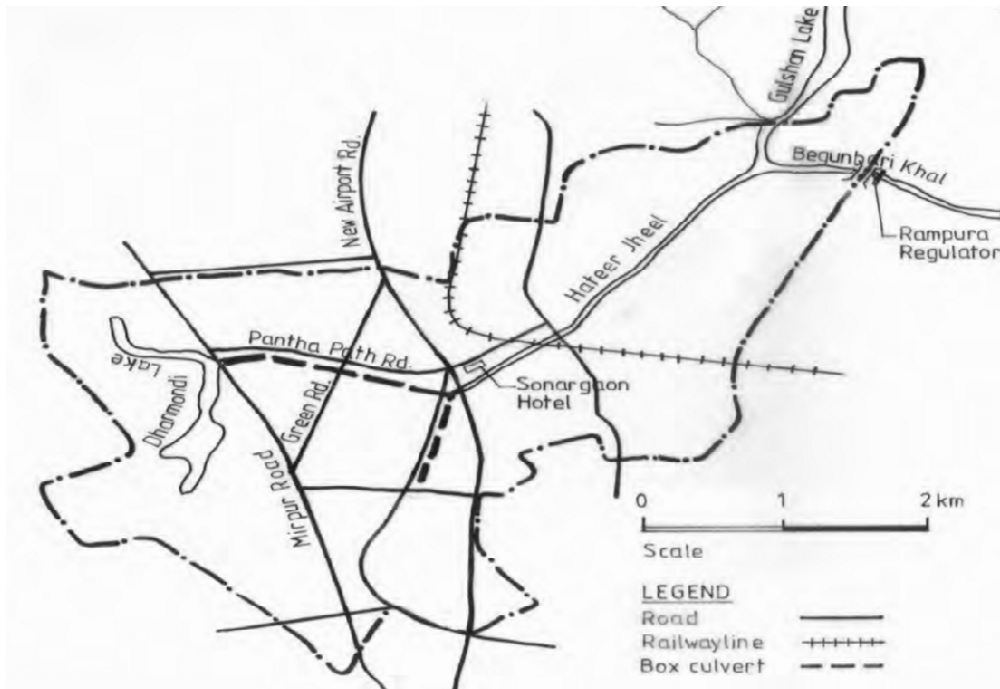 Gulshan Lake
New Airport Rd.
Begunbari Khal
Rampura
Regulator
Hateer Jheel
Pantha Path Rd.
Lake
Dharmondi
Green Rd.
Sonargaon
Hotel
Mirpur Road
0 1 2 km
Scale
LEGEND
Road
Railwayline
Box culvert